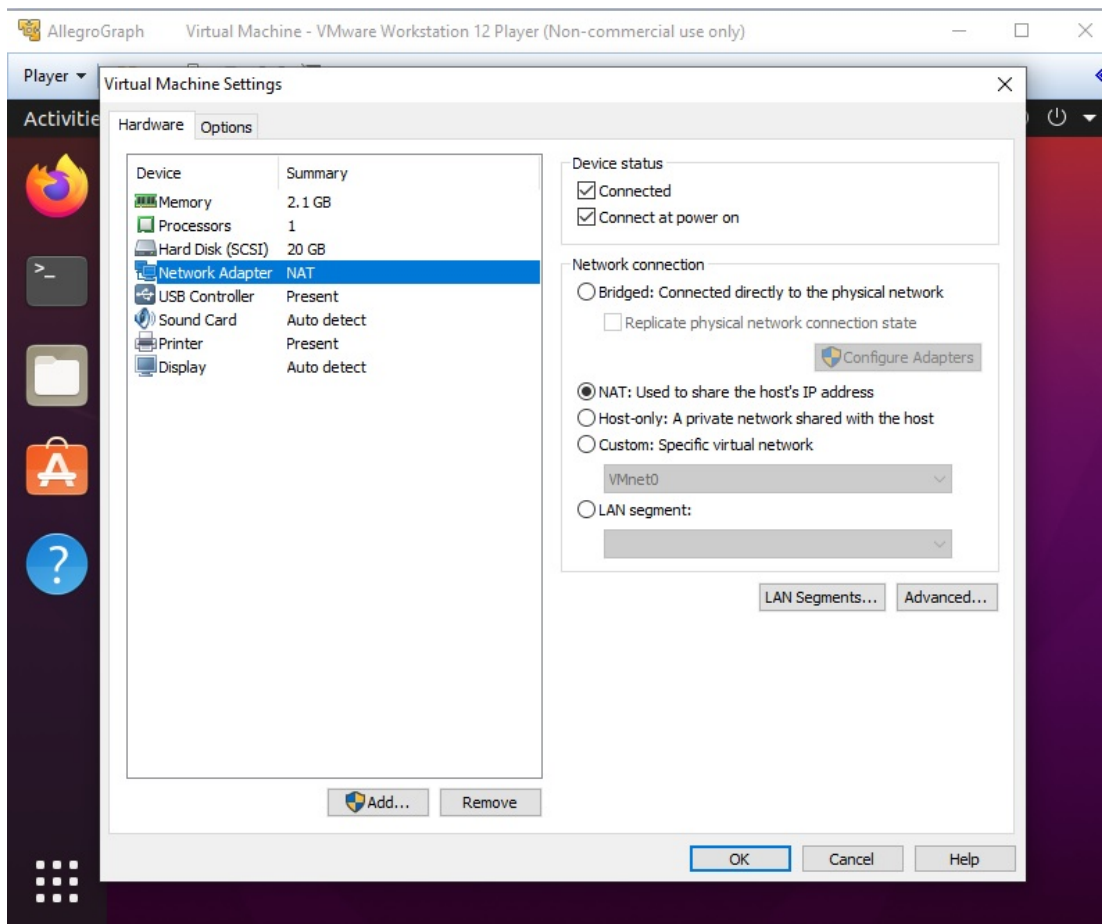 AllegroGraph Virtual Machine - VMware Workstation 12 Player (Non-commercial use only)
Player
Virtual Machine Settings
Activitie
Hardware Options
Device Summary
Memory 2.1 GB
Processors 1
Hard Disk (SCSI) 20 GB
Network Adapter NAT
USB Controller Present
Sound Card Auto detect
Printer Present
Display Auto detect
Add... Remove
Device status
Connected
Connect at power on
Network connection
Bridged: Connected directly to the physical network
Replicate physical network connection state
Configure Adapters
NAT: Used to share the host's IP address
Host-only: A private network shared with the host
Custom: Specific virtual network
VMnet0
LAN segment:
LAN Segments... Advanced...
OK Cancel Help